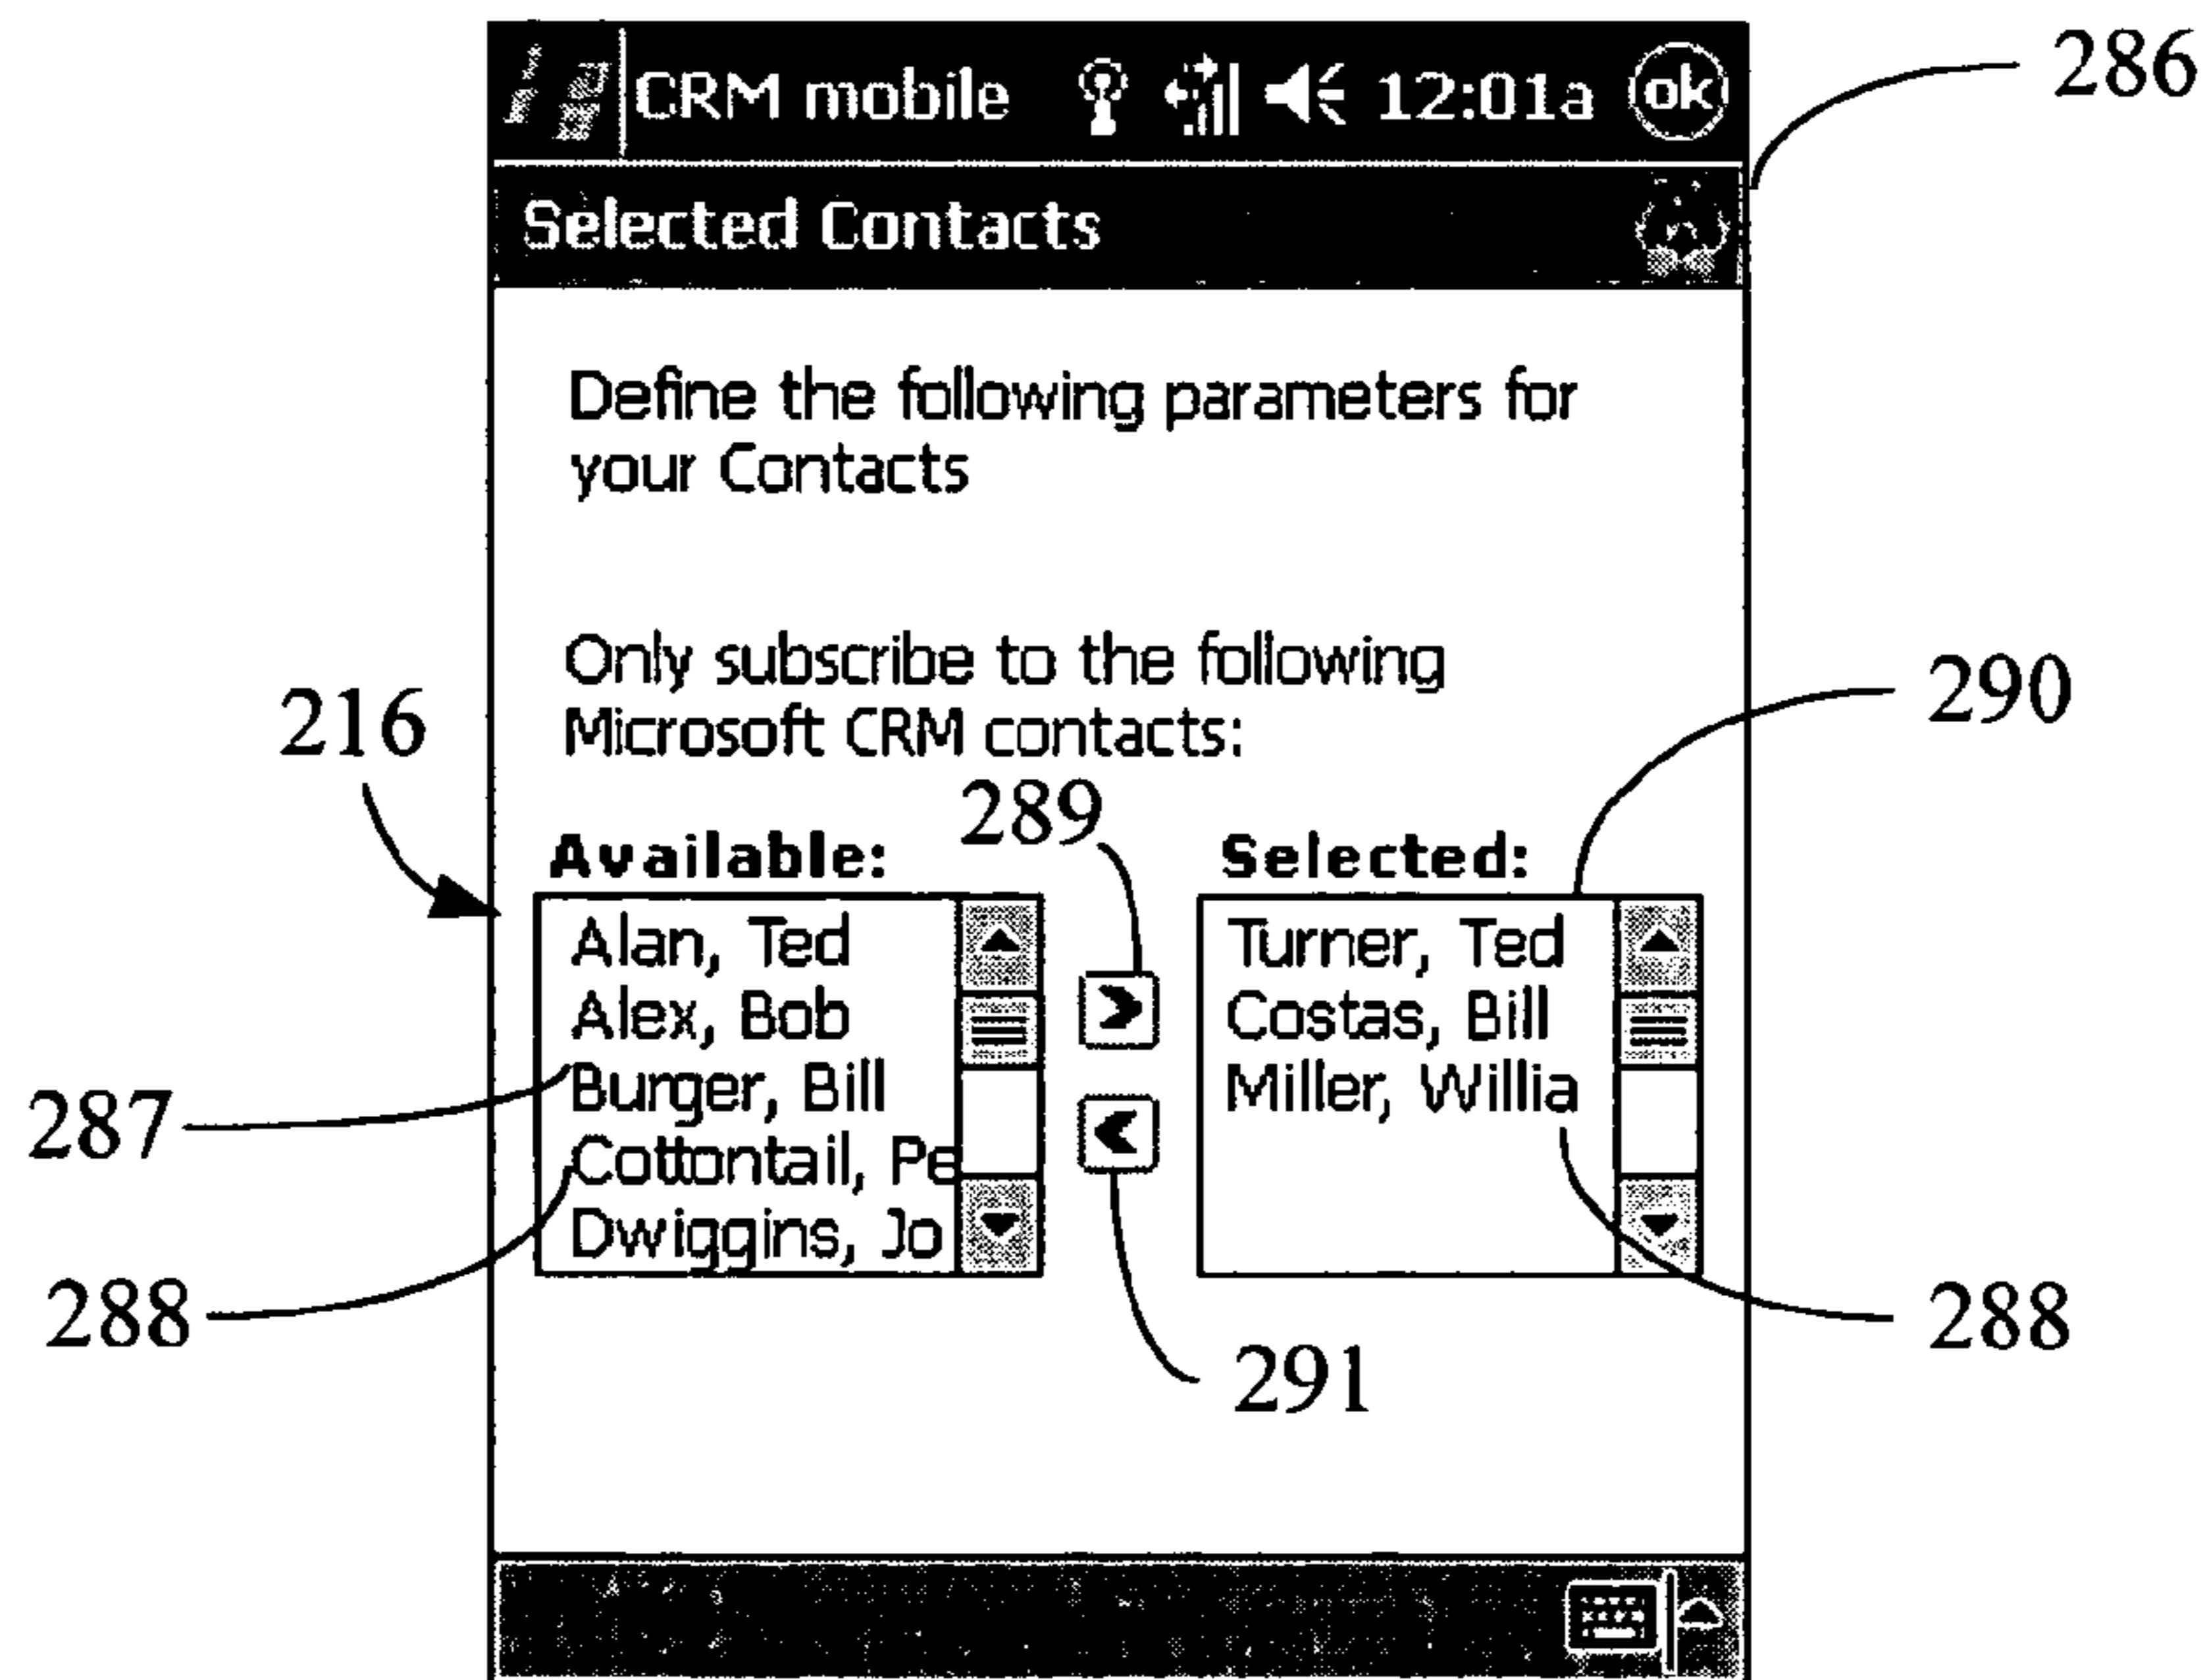 CRM mobile 12:01a ok
286
Selected Contacts
Define the following parameters for
your Contacts
Only subscribe to the following
Microsoft CRM contacts:
216
290
289
Available:
Selected:
Alan, Ted
Alex, Bob
Burger, Bill
Cottontail, Pe
Dwiggins, Jo
Turner, Ted
Costas, Bill
Miller, Willia
287
288
288
291